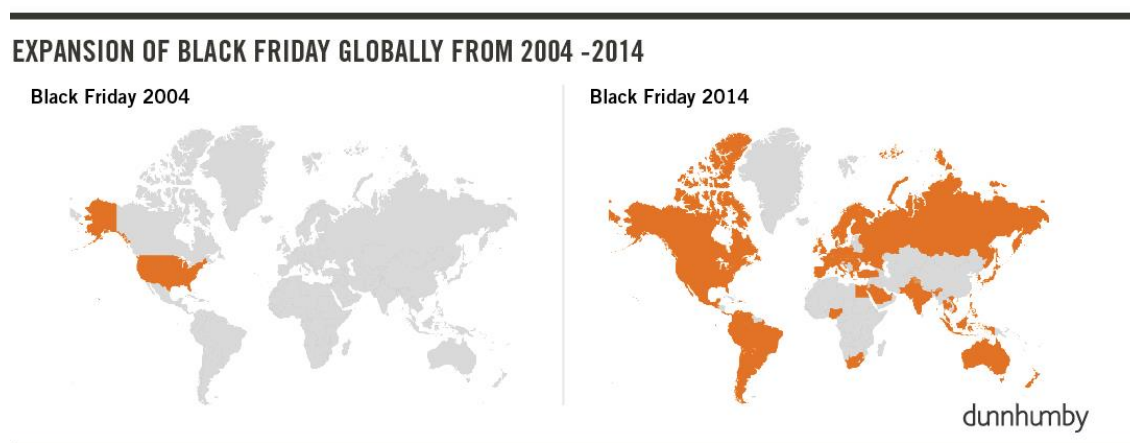 EXPANSION OF BLACK FRIDAY GLOBALLY FROM 2004 -2014
Black Friday 2004
Black Friday 2014
dunnhumby